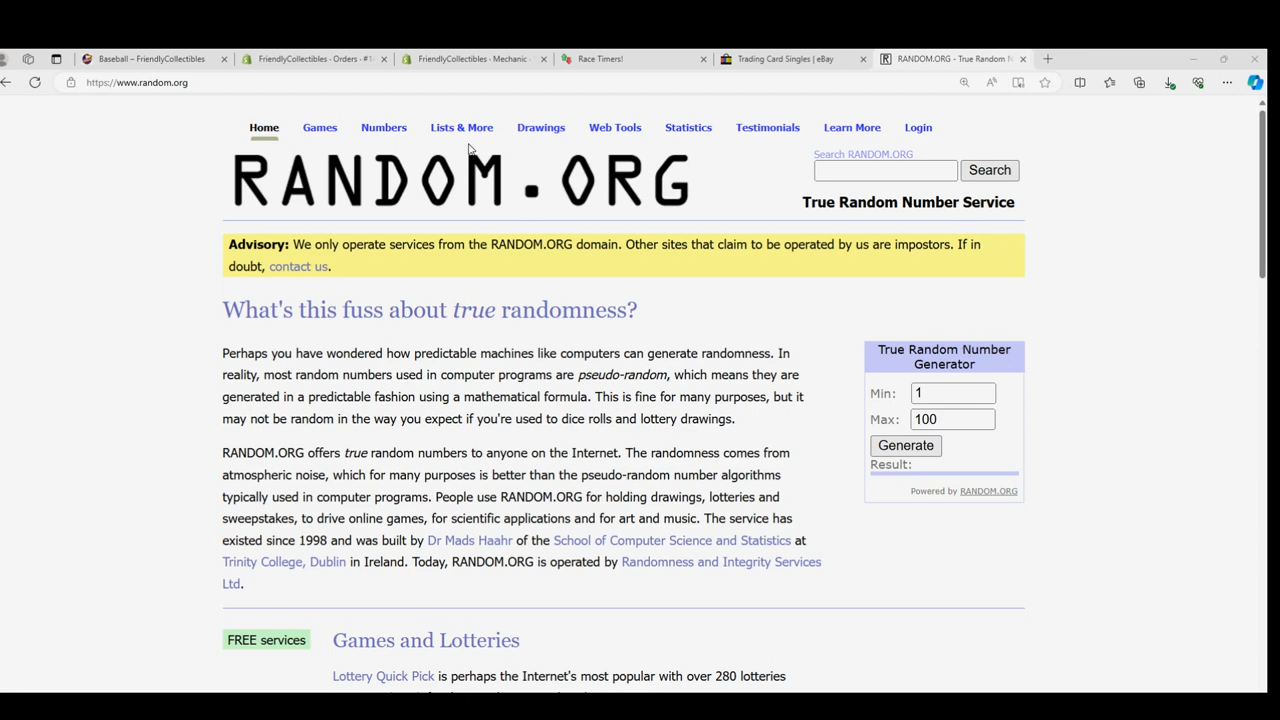 Baseball – FriendlyCollectibles
FriendlyCollectibles - Orders - #1
FriendlyCollectibles - Mechanic -
Race Timers!
Trading Card Singles | eBay
RANDOM.ORG - True Random N
https://www.random.org
Home Games Numbers Lists & More Drawings Web Tools Statistics Testimonials Learn More Login
RANDOM.ORG
Search RANDOM.ORG
Search
True Random Number Service
Advisory: We only operate services from the RANDOM.ORG domain. Other sites that claim to be operated by us are impostors. If in
doubt, contact us.
What's this fuss about true randomness?
Perhaps you have wondered how predictable machines like computers can generate randomness. In
reality, most random numbers used in computer programs are pseudo-random, which means they are
generated in a predictable fashion using a mathematical formula. This is fine for many purposes, but it
may not be random in the way you expect if you're used to dice rolls and lottery drawings.
RANDOM.ORG offers true random numbers to anyone on the Internet. The randomness comes from
atmospheric noise, which for many purposes is better than the pseudo-random number algorithms
typically used in computer programs. People use RANDOM.ORG for holding drawings, lotteries and
sweepstakes, to drive online games, for scientific applications and for art and music. The service has
existed since 1998 and was built by Dr Mads Haahr of the School of Computer Science and Statistics at
Trinity College, Dublin in Ireland. Today, RANDOM.ORG is operated by Randomness and Integrity Services
Ltd.
True Random Number
Generator
Min: 1
Max: 100
Generate
Result:
Powered by RANDOM.ORG
FREE services
Games and Lotteries
Lottery Quick Pick is perhaps the Internet's most popular with over 280 lotteries